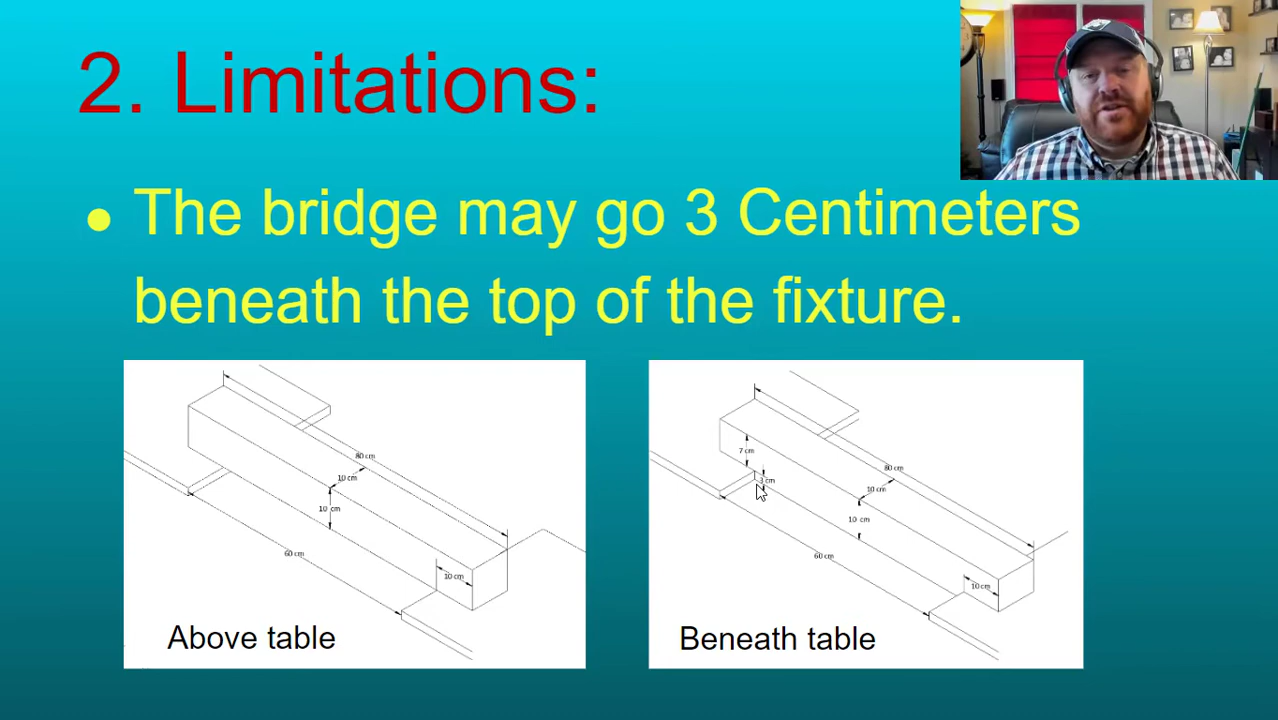 2. Limitations:
• The bridge may go 3 Centimeters
beneath the top of the fixture.
80 cm
10 cm
10 cm
60 cm
10 cm
Above table
7 cm
3 cm
80 cm
10 cm
10 cm
60 cm
10 cm
Beneath table